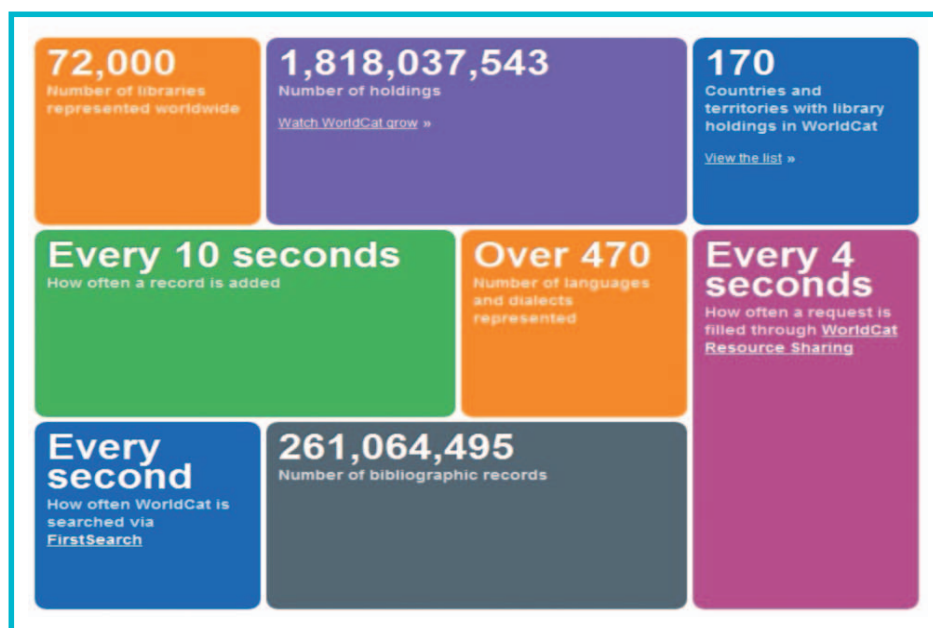 72,000
Number of libraries
represented worldwide
1,818,037,543
Number of holdings
Watch WorldCat grow »
170
Countries and
territories with library
holdings in WorldCat
View the list »
Every 10 seconds
How often a record is added
Over 470
Number of languages
and dialects
represented
Every 4
seconds
How often a request is
filled through WorldCat
Resource Sharing
Every
second
How often WorldCat is
searched via
FirstSearch
261,064,495
Number of bibliographic records